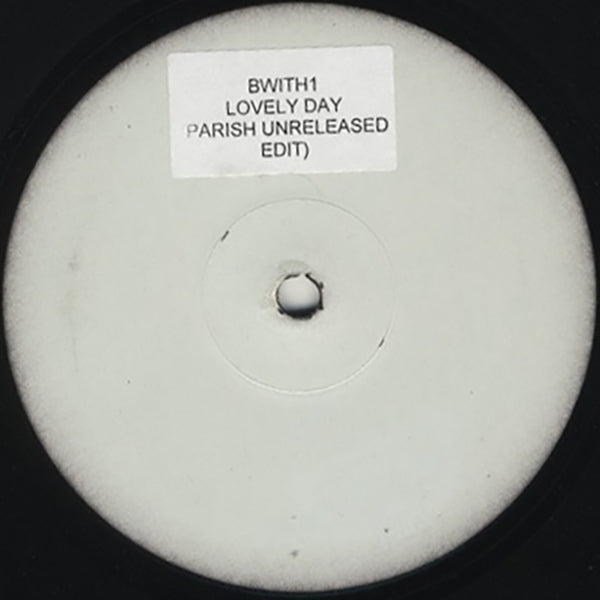 BWITH1
LOVELY DAY
PARISH UNRELEASED
EDIT)